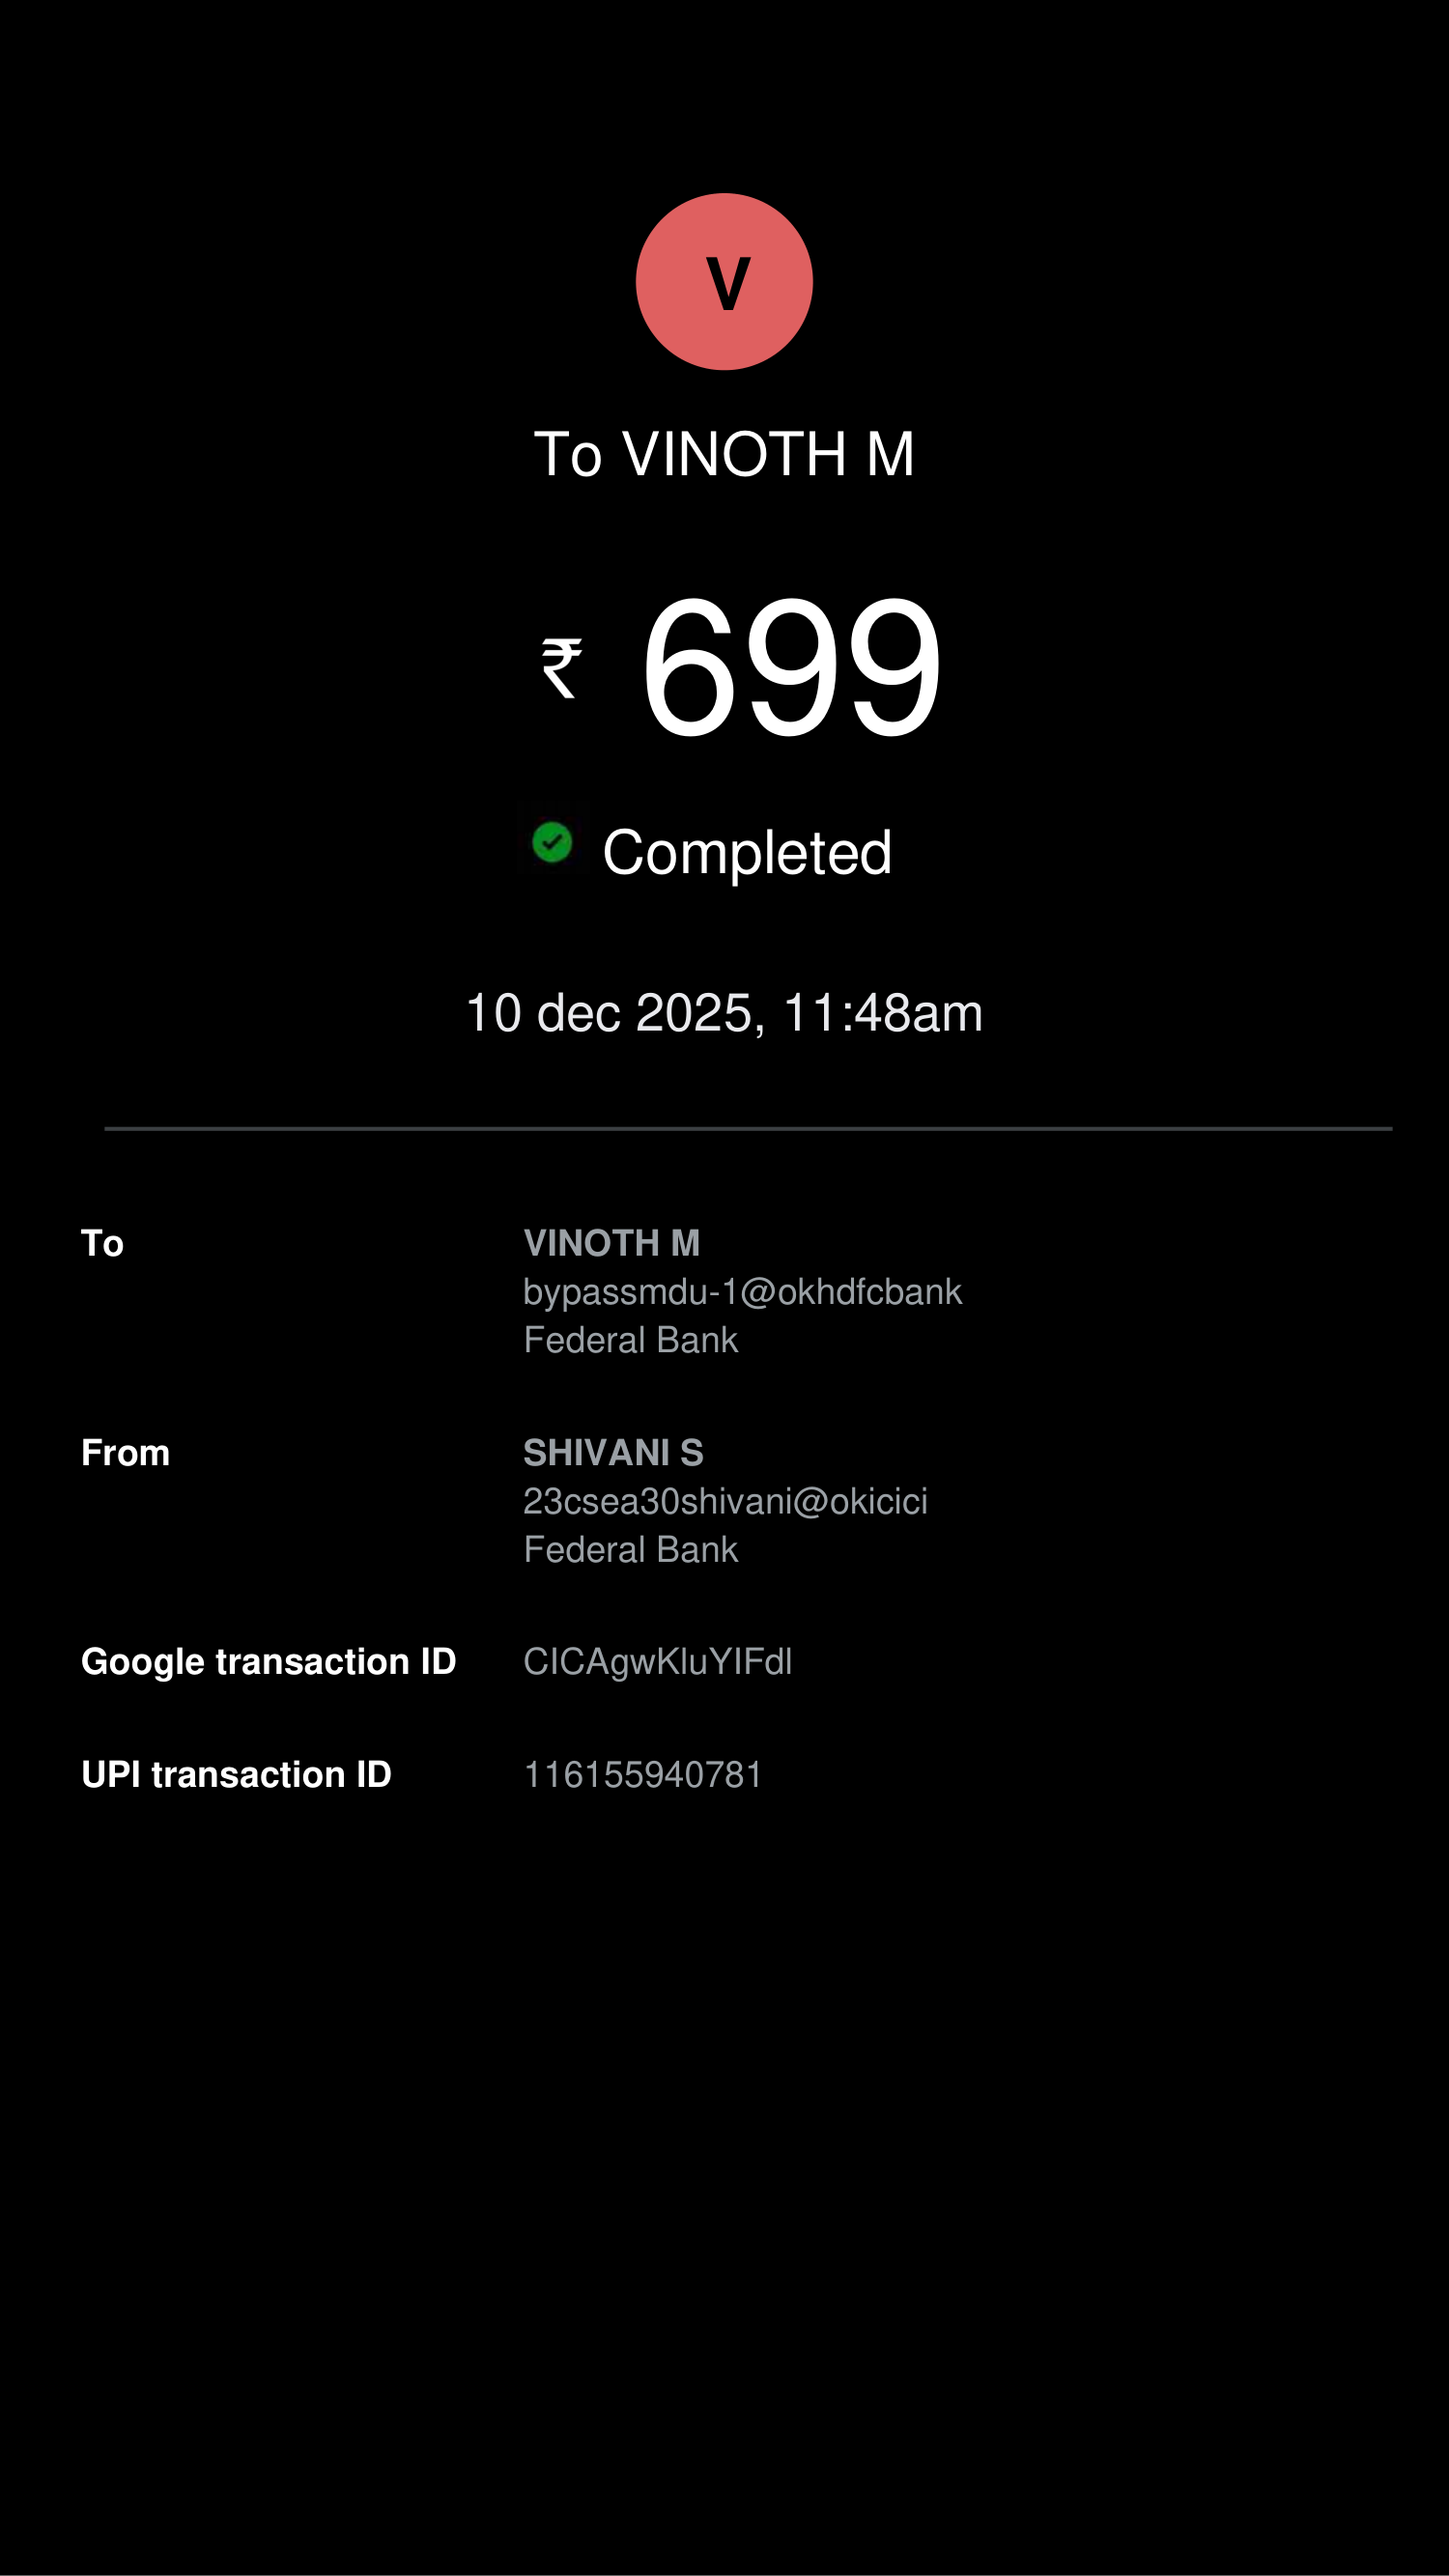 V
To VINOTH M
₹ 699
Completed
10 dec 2025, 11:48am
To VINOTH M
bypassmdu-1@okhdfcbank
Federal Bank
From SHIVANI S
23csea30shivani@okicici
Federal Bank
Google transaction ID CICAgwKluYIFdl
UPI transaction ID 116155940781